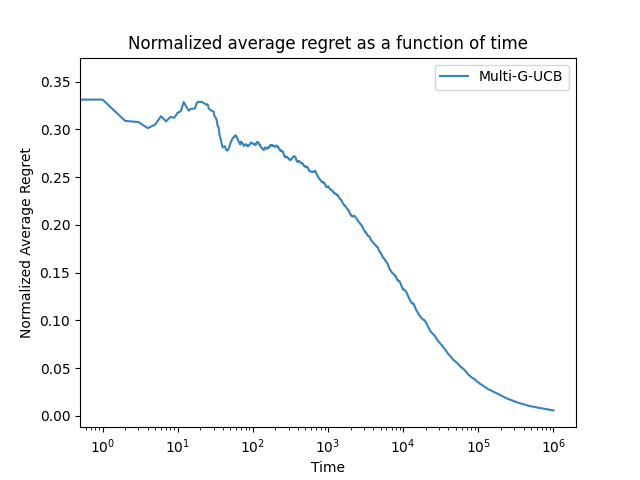 Normalized average regret as a function of time
Multi-G-UCB
Normalized Average Regret
0.35
0.30
0.25
0.20
0.15
0.10
0.05
0.00
10⁰ 10¹ 10² 10³ 10⁴ 10⁵ 10⁶
Time